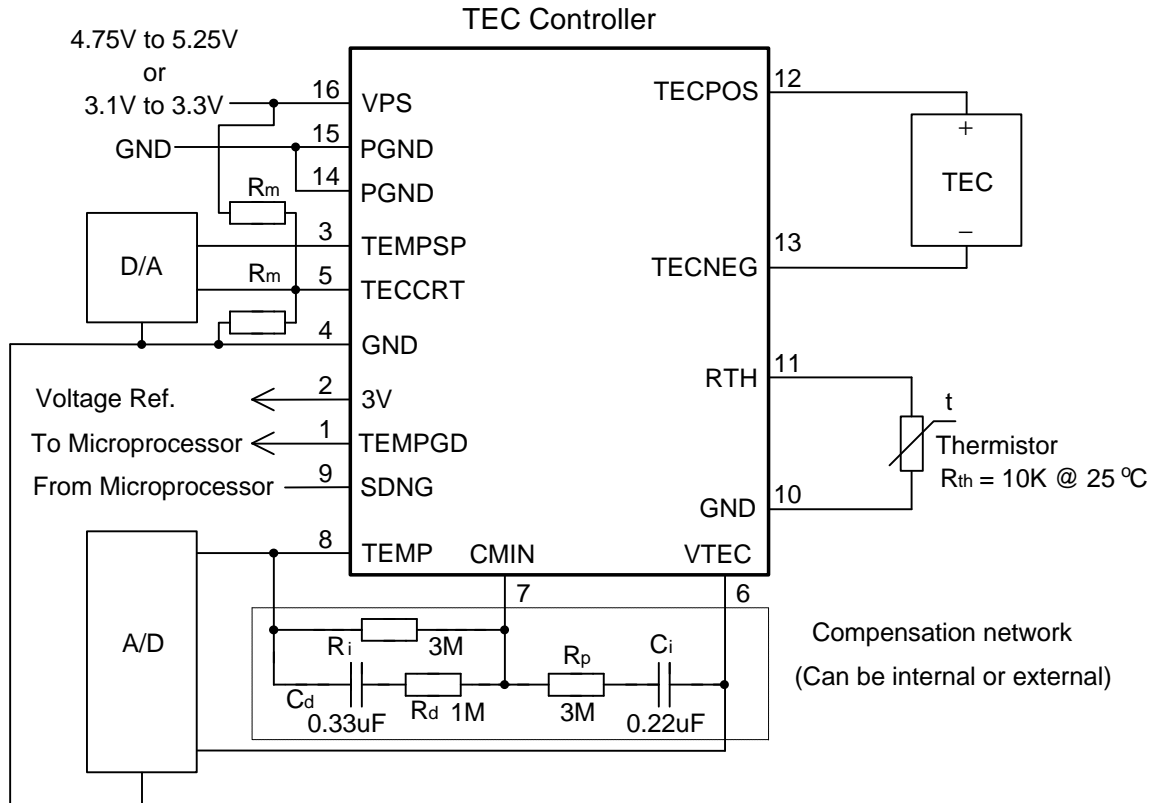 TEC Controller
4.75V to 5.25V
or
3.1V to 3.3V
16
VPS
GND
15
PGND
14
PGND
Rm
D/A
3
TEMPSP
Rm
5
TECCRT
4
GND
Voltage Ref.
2
3V
To Microprocessor
1
TEMPGD
From Microprocessor
9
SDNG
8
TEMP
CMIN
7
VTEC
6
TECPOS
12
+
TEC
−
TECNEG
13
RTH
11
t
Thermistor
Rth = 10K @ 25 ºC
GND
10
A/D
Ri
3M
Cd
0.33uF
Rd
1M
Rp
3M
Ci
0.22uF
Compensation network
(Can be internal or external)